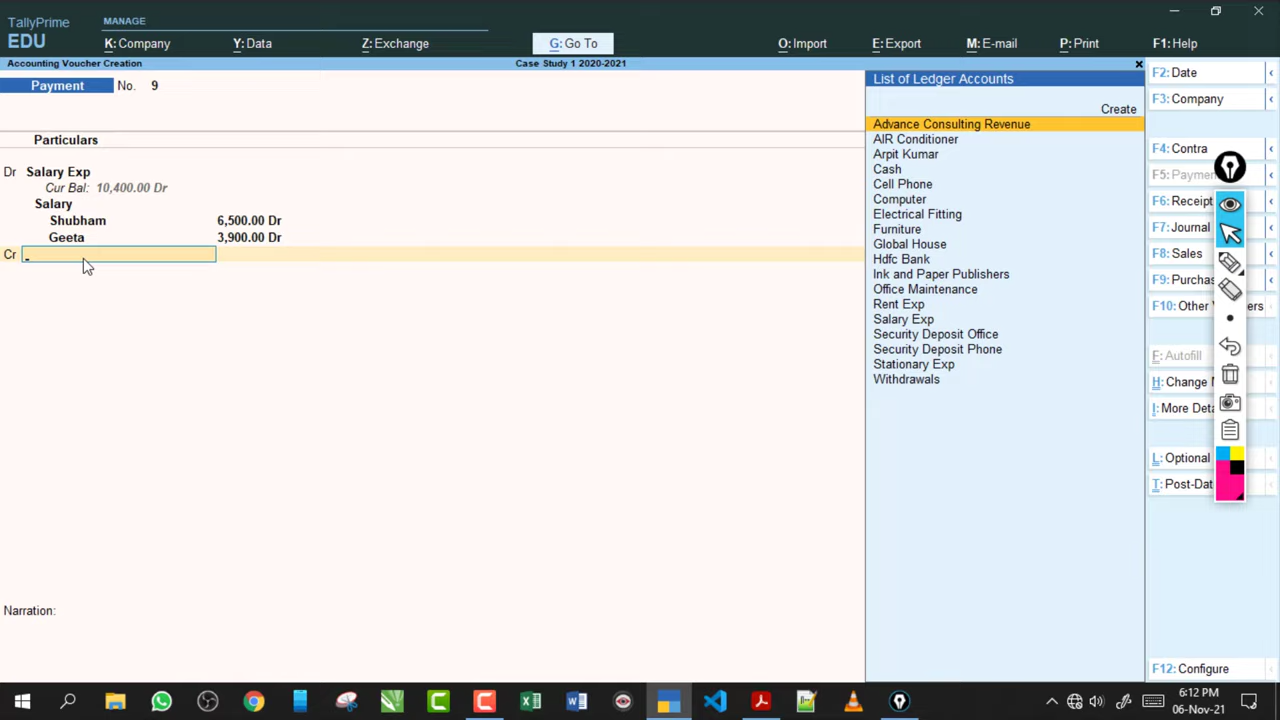 TallyPrime
MANAGE
EDU
K: Company
Y: Data
Z: Exchange
G: Go To
O: Import
E: Export
M: E-mail
P: Print
F1: Help
Accounting Voucher Creation
Case Study 1 2020-2021
Payment No. 9
Particulars
Dr Salary Exp
Cur Bal: 10,400.00 Dr
Salary
Shubham 6,500.00 Dr
Geeta 3,900.00 Dr
Cr
Narration:
List of Ledger Accounts
Create
Advance Consulting Revenue
AIR Conditioner
Arpit Kumar
Cash
Cell Phone
Computer
Electrical Fitting
Furniture
Global House
Hdfc Bank
Ink and Paper Publishers
Office Maintenance
Rent Exp
Salary Exp
Security Deposit Office
Security Deposit Phone
Stationary Exp
Withdrawals
F2: Date
F3: Company
F4: Contra
F5: Paymen
F6: Receipt
F7: Journal
F8: Sales
F9: Purchas
F10: Other V ers
F: Autofill
H: Change
I: More Deta
L: Optional
T: Post-Dat
F12: Configure
6:12 PM
06-Nov-21